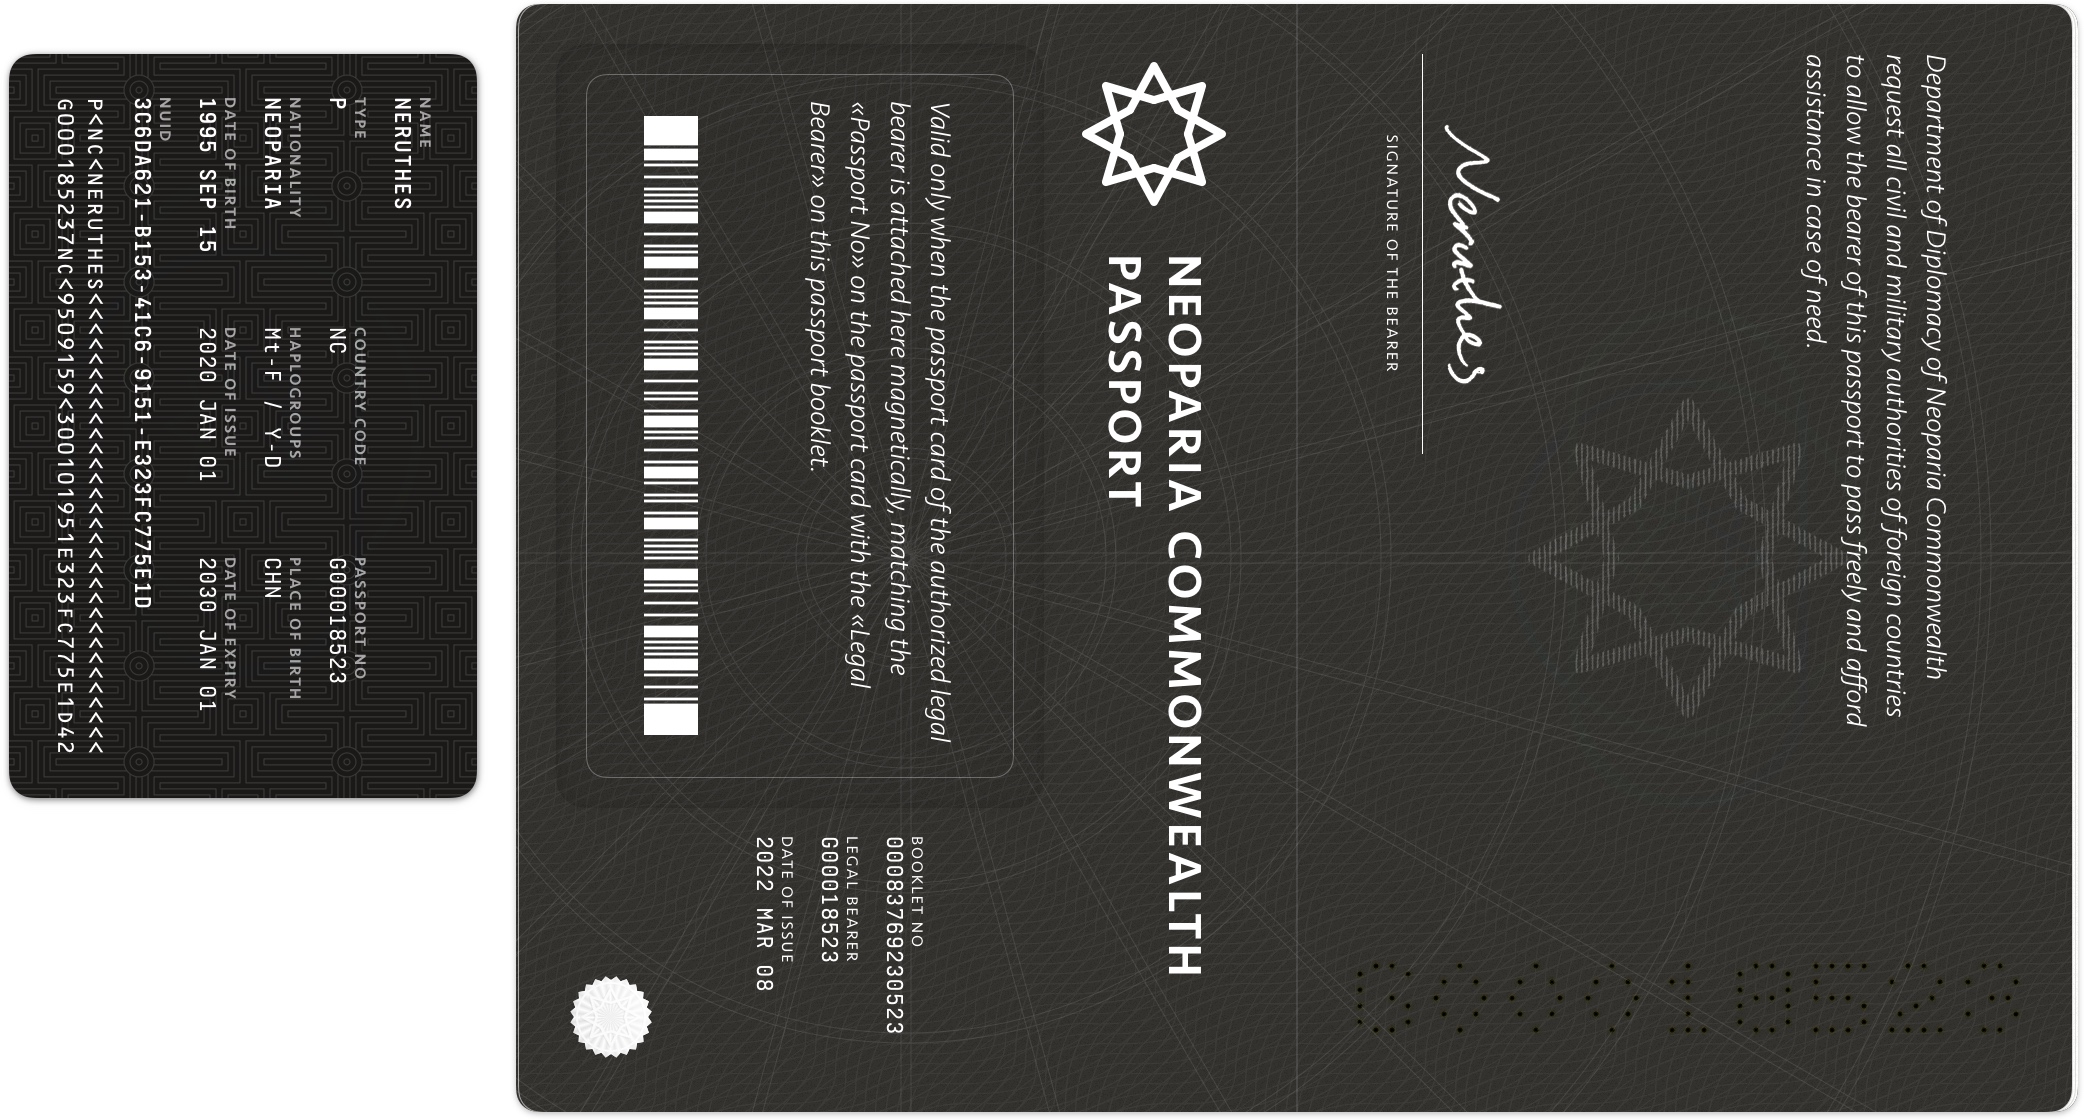 NAME
NERUTHES
TYPE
P
COUNTRY CODE
NC
PASSPORT NO
G00018523
NATIONALITY
NEOPARIA
HAPLOGROUPS
Mt-F / Y-D
PLACE OF BIRTH
CHN
DATE OF BIRTH
1995 SEP 15
DATE OF ISSUE
2020 JAN 01
DATE OF EXPIRY
2030 JAN 01
NUID
3C6DA621-B153-41C6-9151-E323FC775E1D
P<NC<NERUTHES<<<<<<<<<<<<<<<<<<<<<<<<<<<<<<<
G000185237NC<9509159<300101951E323FC775E1D42
Department of Diplomacy of Neoparia Commonwealth
request all civil and military authorities of foreign countries
to allow the bearer of this passport to pass freely and afford
assistance in case of need.
Neruthes
SIGNATURE OF THE BEARER
G00018523
NEOPARIA COMMONWEALTH
PASSPORT
Valid only when the passport card of the authorized legal
bearer is attached here magnetically, matching the
«Passport No» on the passport card with the «Legal
Bearer» on this passport booklet.
BOOKLET NO
00083769230523
LEGAL BEARER
G00018523
DATE OF ISSUE
2022 MAR 08